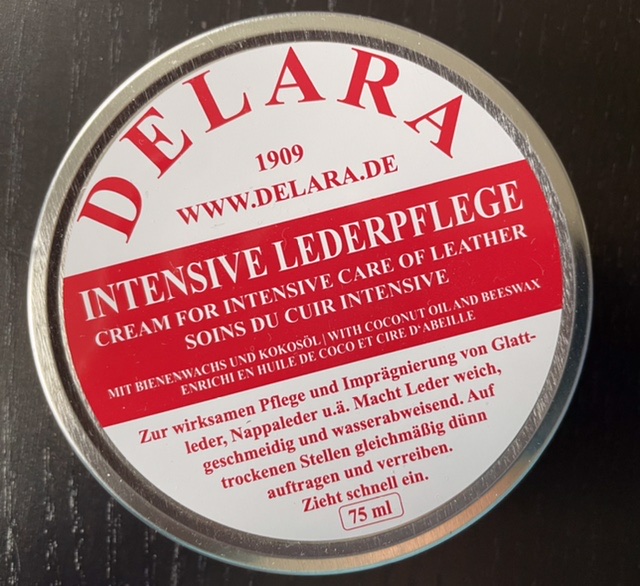 DELARA
1909
WWW.DELARA.DE
INTENSIVE LEDERPFLEGE
CREAM FOR INTENSIVE CARE OF LEATHER
SOINS DU CUIR INTENSIVE
MIT BIENENWACHS UND KOKOSÖL | WITH COCONUT OIL AND BEESWAX
ENRICHI EN HUILE DE COCO ET CIRE D'ABEILLE
Zur wirksamen Pflege und Imprägnierung von Glatt-
leder, Nappaleder u.ä. Macht Leder weich,
geschmeidig und wasserabweisend. Auf
trockenen Stellen gleichmäßig dünn
auftragen und verreiben.
Zieht schnell ein.
75 ml